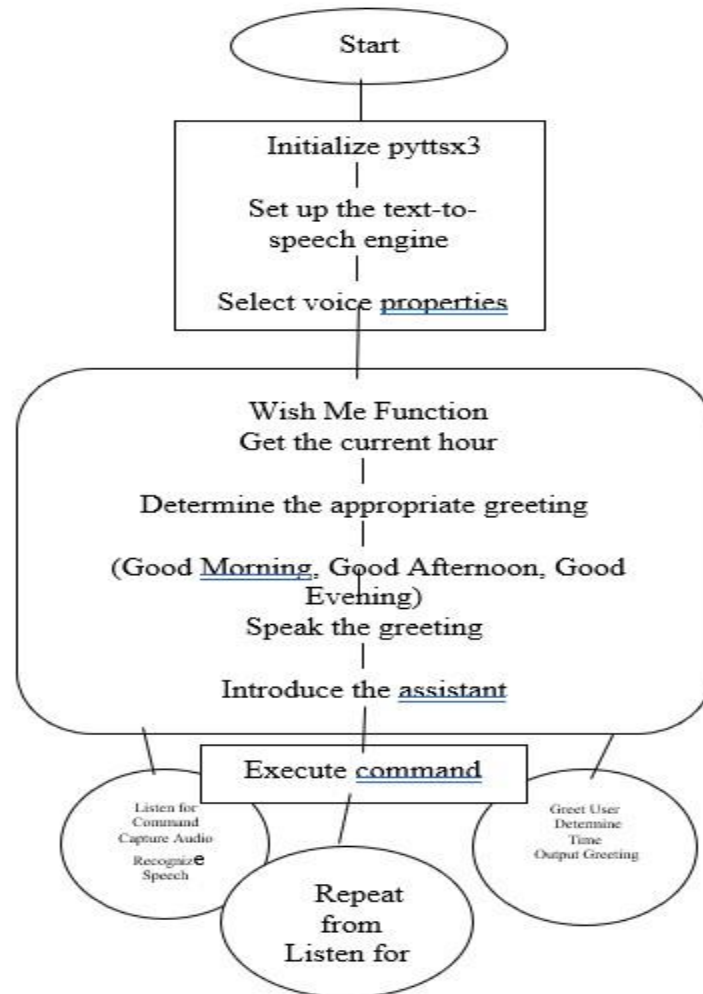 Start
Initialize pyttsx3
Set up the text-to-
speech engine
Select voice properties
Wish Me Function
Get the current hour
Determine the appropriate greeting
(Good Morning, Good Afternoon, Good
Evening)
Speak the greeting
Introduce the assistant
Execute command
Listen for
Command
Capture Audio
Recognize
Speech
Greet User
Determine
Time
Output Greeting
Repeat
from
Listen for